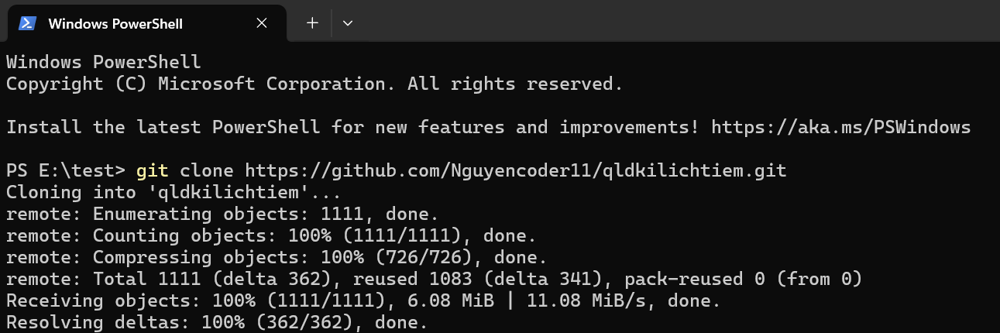 Windows PowerShell
Windows PowerShell
Copyright (C) Microsoft Corporation. All rights reserved.
Install the latest PowerShell for new features and improvements! https://aka.ms/PSWindows
PS E:\test> git clone https://github.com/Nguyencoder11/qldkilichtiem.git
Cloning into 'qldkilichtiem'...
remote: Enumerating objects: 1111, done.
remote: Counting objects: 100% (1111/1111), done.
remote: Compressing objects: 100% (726/726), done.
remote: Total 1111 (delta 362), reused 1083 (delta 341), pack-reused 0 (from 0)
Receiving objects: 100% (1111/1111), 6.08 MiB | 11.08 MiB/s, done.
Resolving deltas: 100% (362/362), done.